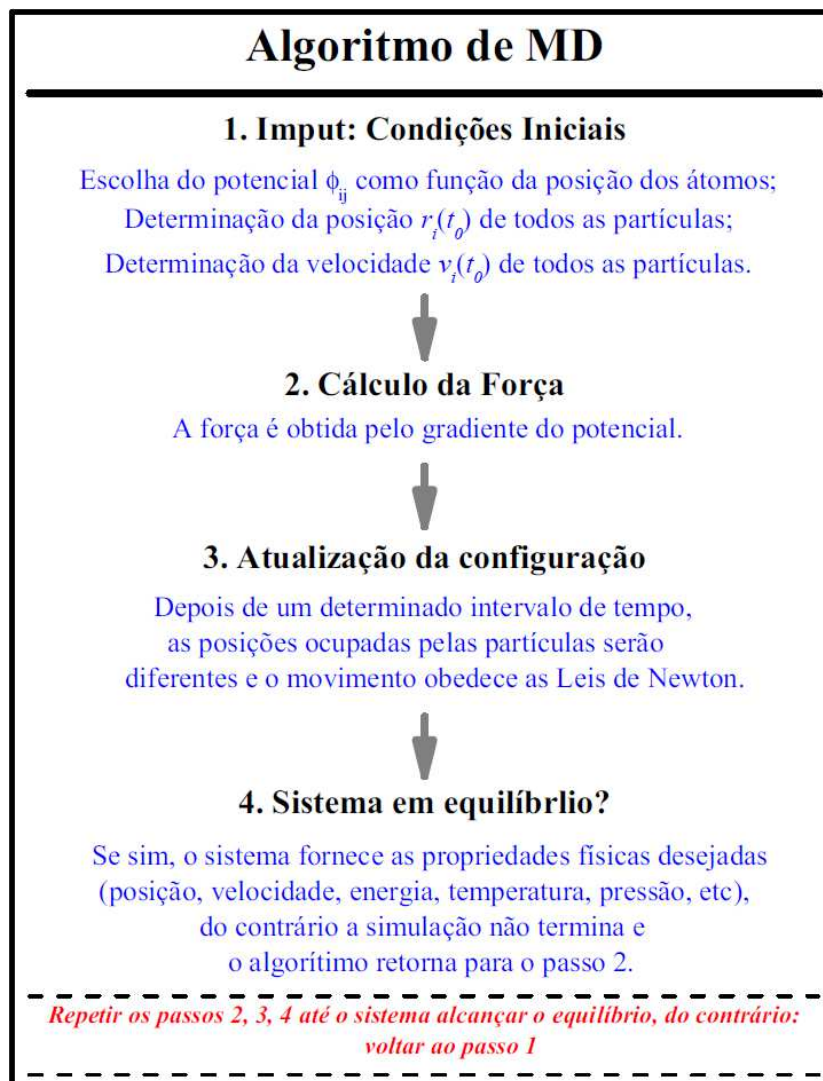 Algoritmo de MD
1. Imput: Condições Iniciais
Escolha do potencial ϕij como função da posição dos átomos;
Determinação da posição ri(t0) de todos as partículas;
Determinação da velocidade vi(t0) de todos as partículas.
2. Cálculo da Força
A força é obtida pelo gradiente do potencial.
3. Atualização da configuração
Depois de um determinado intervalo de tempo,
as posições ocupadas pelas partículas serão
diferentes e o movimento obedece as Leis de Newton.
4. Sistema em equilíbrlio?
Se sim, o sistema fornece as propriedades físicas desejadas
(posição, velocidade, energia, temperatura, pressão, etc),
do contrário a simulação não termina e
o algorítimo retorna para o passo 2.
Repetir os passos 2, 3, 4 até o sistema alcançar o equilíbrio, do contrário:
voltar ao passo 1